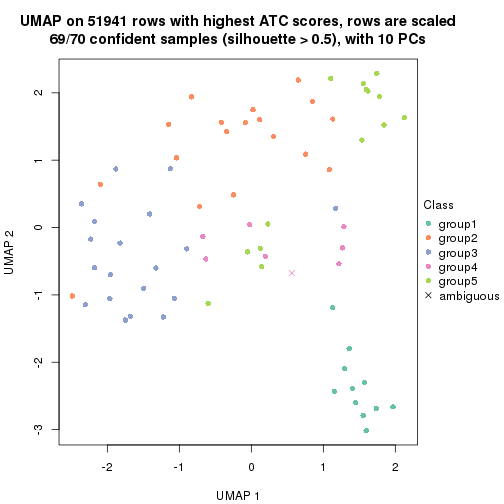 UMAP on 51941 rows with highest ATC scores, rows are scaled
69/70 confident samples (silhouette > 0.5), with 10 PCs
UMAP 2
2
1
0
-1
-2
-3
-2
-1
0
1
2
UMAP 1
Class
group1
group2
group3
group4
group5
ambiguous